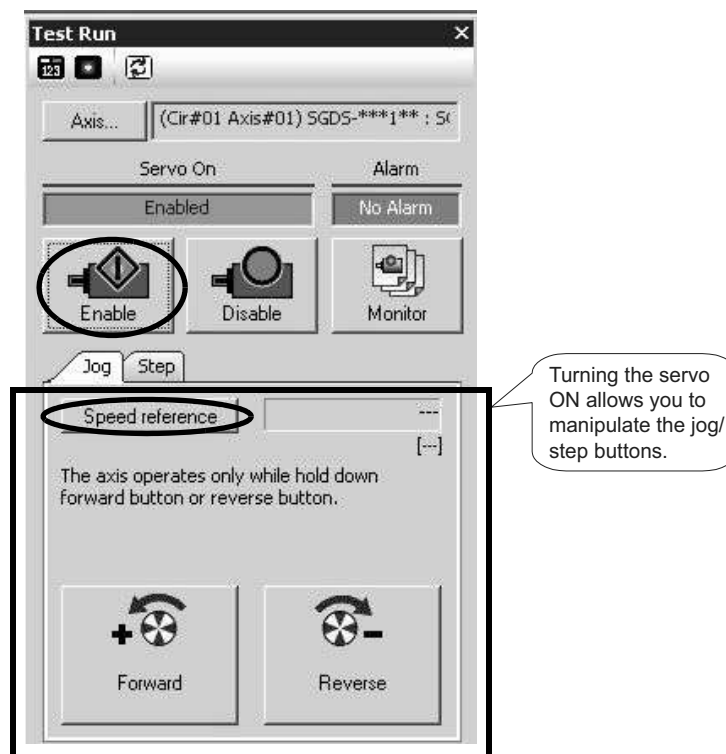 Test Run
123
Axis... (Cir#01 Axis#01) SGDS-***1** :
Servo On Alarm
Enabled No Alarm
Enable Disable Monitor
Jog Step
Speed reference ---
[---]
The axis operates only while hold down
forward button or reverse button.
+ -
Forward Reverse
Turning the servo
ON allows you to
manipulate the jog/
step buttons.